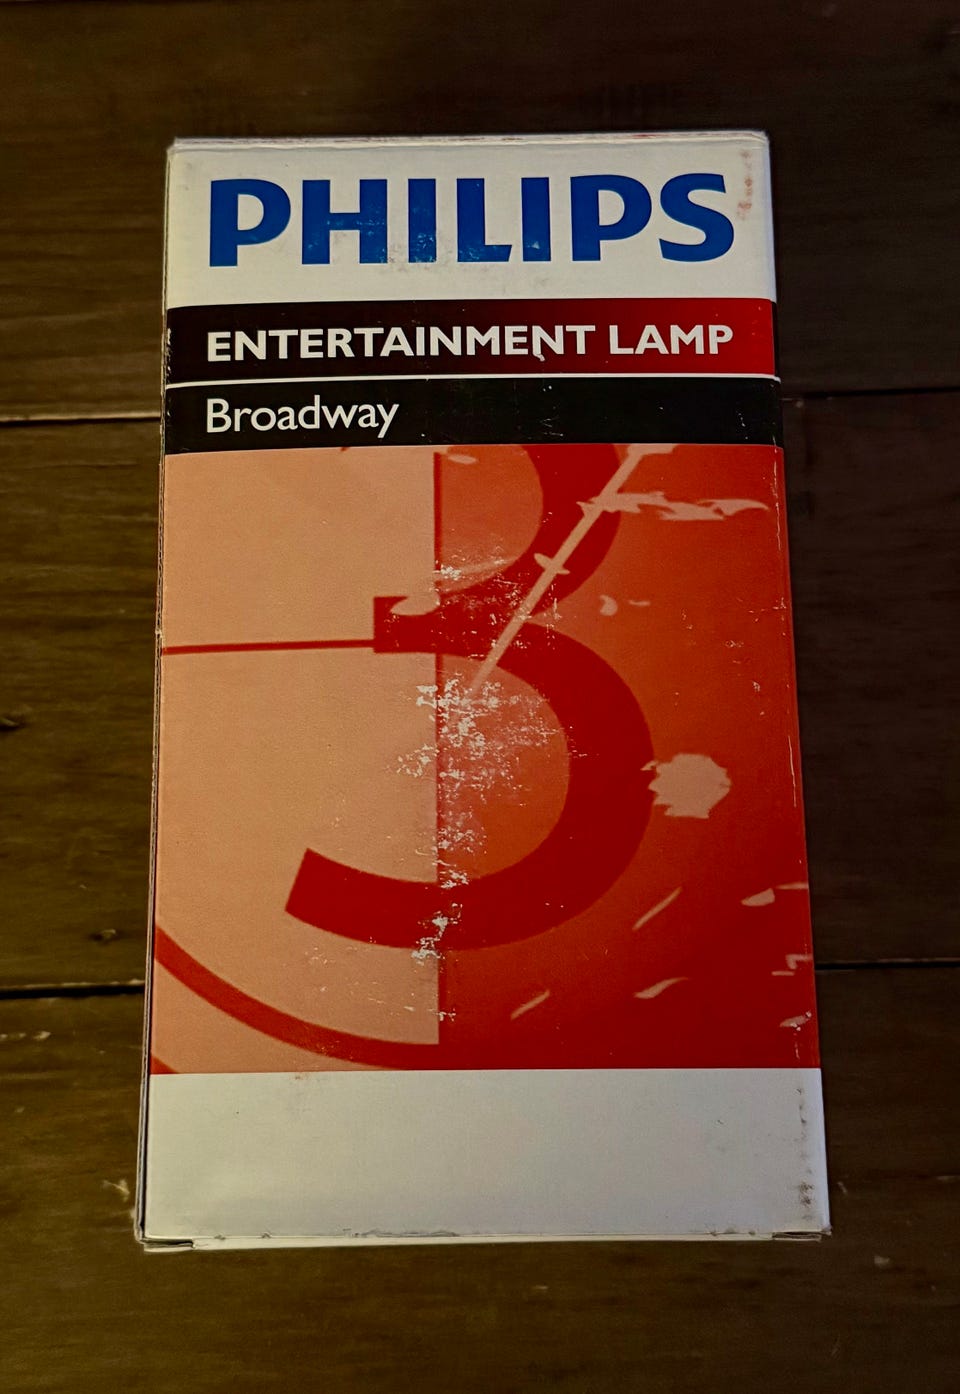 PHILIPS
ENTERTAINMENT LAMP
Broadway
3